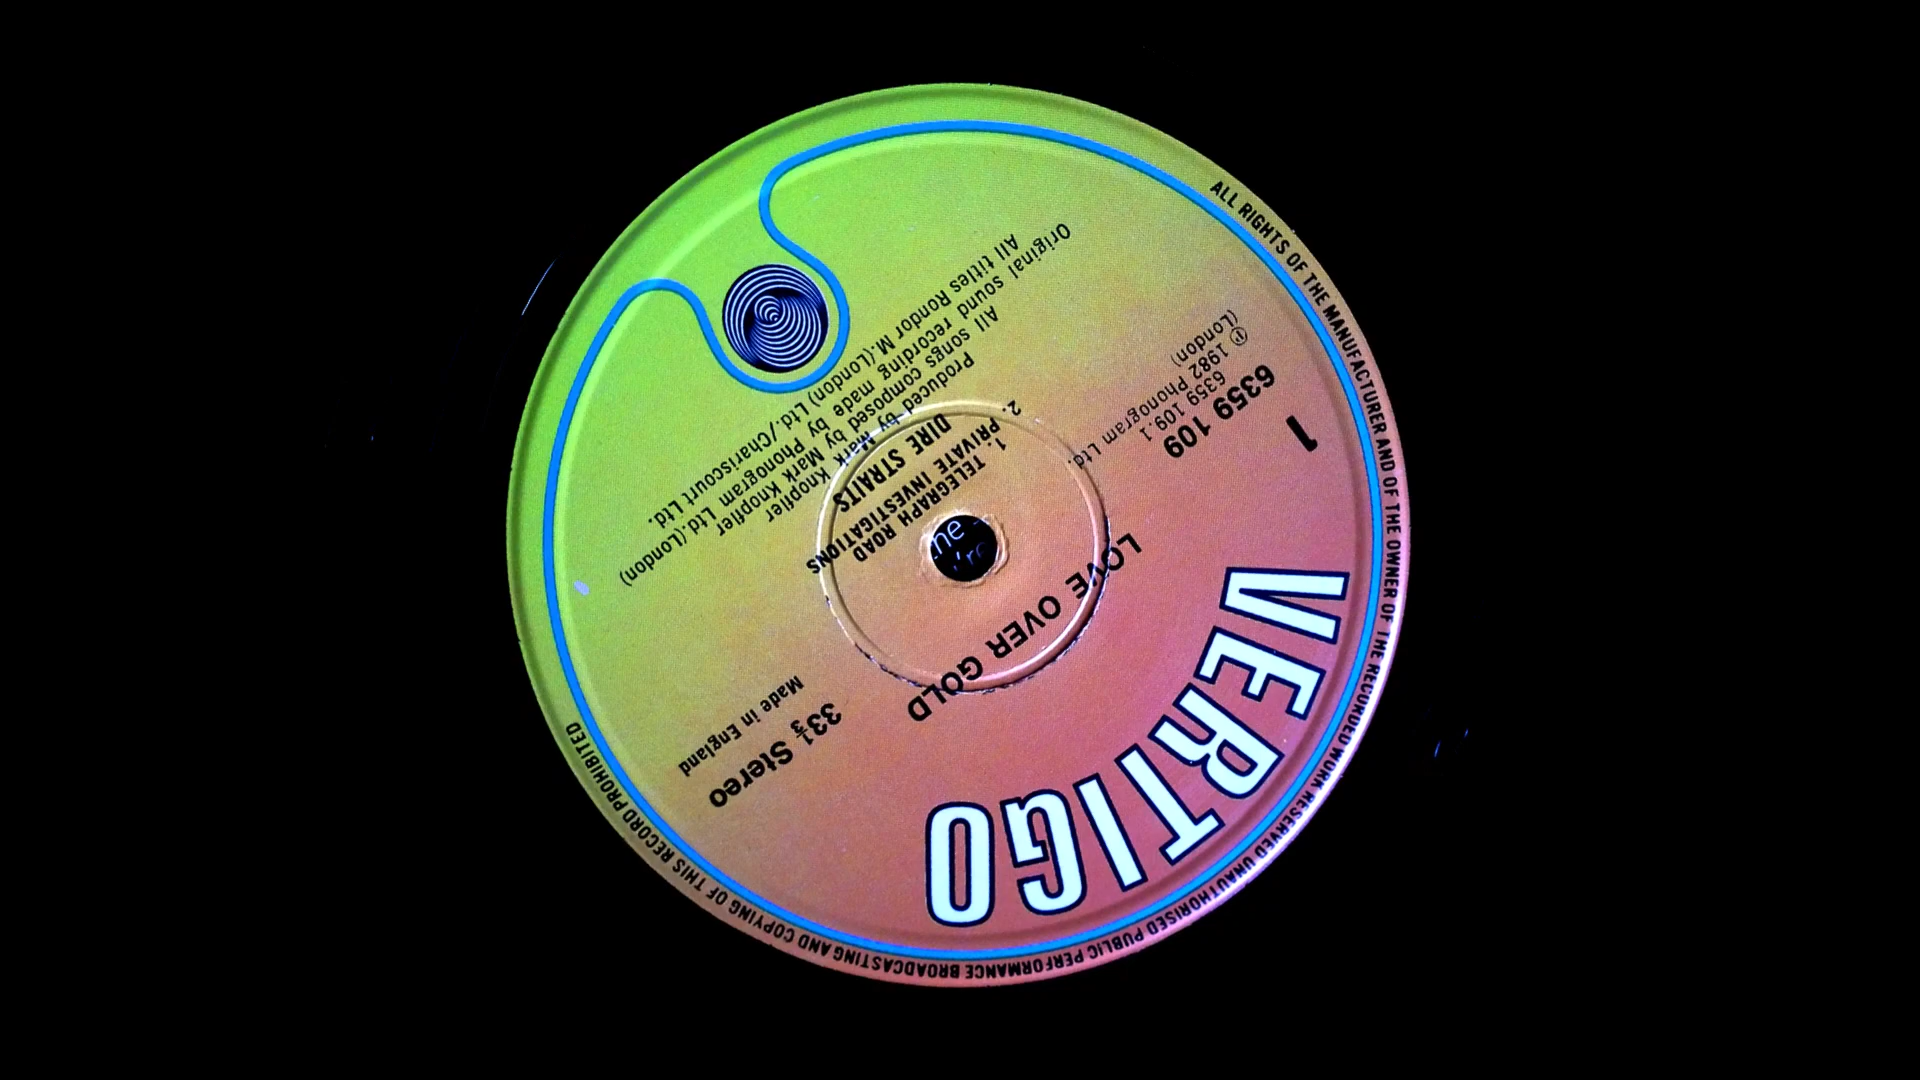 VERTIGO
LOVE OVER GOLD
1
6359 109
6359 109.1
℗ 1982 Phonogram Ltd.
(London)
33⅓ Stereo
Made in England
1. TELEGRAPH ROAD
2. PRIVATE INVESTIGATIONS
DIRE STRAITS
Produced by Mark Knopfler
All songs composed by Mark Knopfler
Original sound recording made by Phonogram Ltd.(London)
All titles Rondor M.(London) Ltd./Chariscourt Ltd.
ALL RIGHTS OF THE MANUFACTURER AND OF THE OWNER OF THE RECORDED WORK RESERVED UNAUTHORISED PUBLIC PERFORMANCE BROADCASTING AND COPYING OF THIS RECORD PROHIBITED